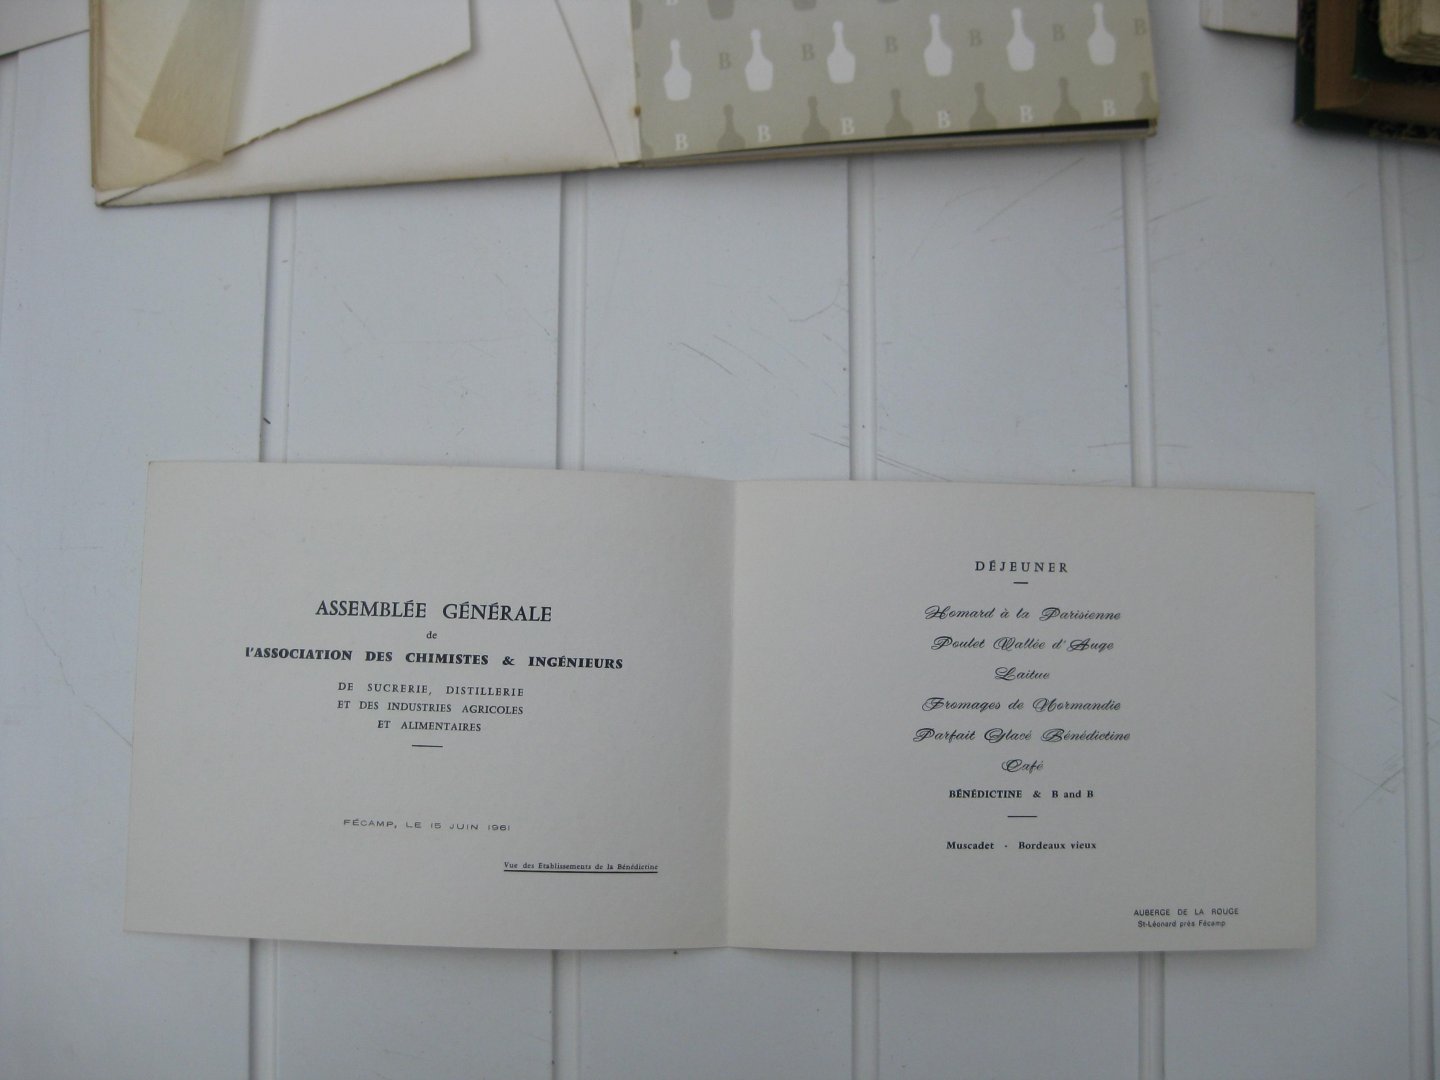 B B B B B
B B B B B B
ASSEMBLÉE GÉNÉRALE
de
l'ASSOCIATION DES CHIMISTES & INGÉNIEURS
DE SUCRERIE, DISTILLERIE
ET DES INDUSTRIES AGRICOLES
ET ALIMENTAIRES
FÉCAMP, LE 15 JUIN 1961
Vue des Etablissements de la Bénédictine
DÉJEUNER
Homard à la Parisienne
Poulet Vallée d'Auge
Laitue
Fromages de Normandie
Parfait Glacé Bénédictine
Café
BÉNÉDICTINE & B and B
Muscadet - Bordeaux vieux
AUBERGE DE LA ROUGE
St-Léonard près Fécamp